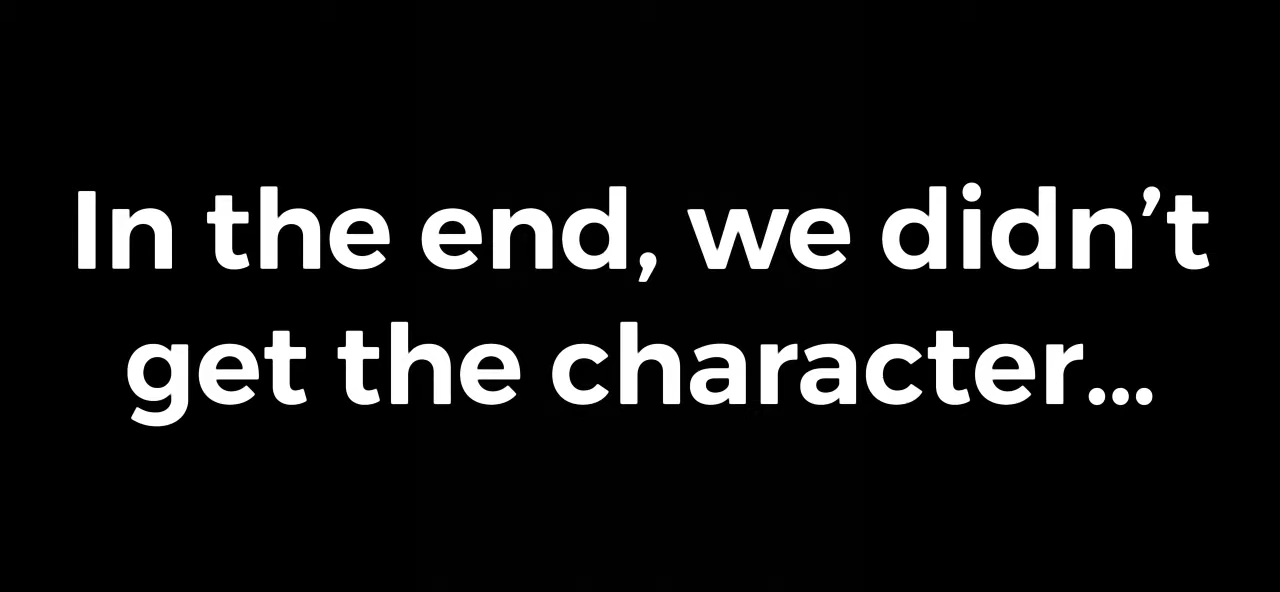 In the end, we didn’t
get the character...